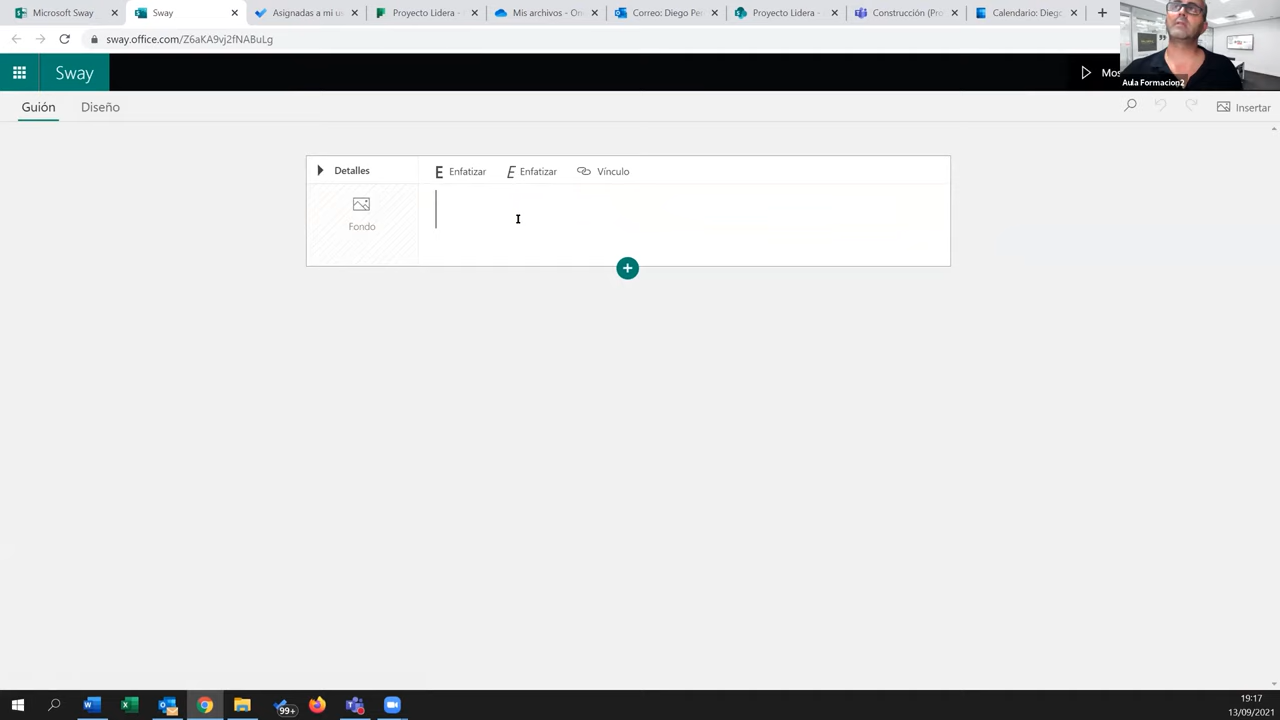 Microsoft Sway
Sway
Asignadas a mi us
Proyecto Lidera -
Mis archivos - On
Correo: Diego Pe
Proyecto Lidera -
Construcción (Pro
Calendario: Dieg
sway.office.com/Z6aKA9vj2fNABuLg
Sway
Mos
Aula Formacion2
Guión
Diseño
Insertar
Detalles
E Enfatizar
E Enfatizar
Vínculo
Fondo
99+
19:17
13/09/2021